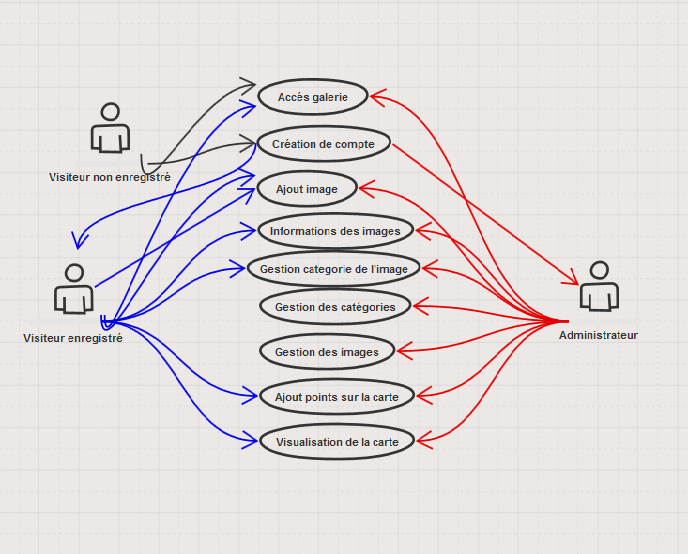 Accès galerie
Création de compte
Visiteur non enregistré
Ajout image
Informations des images
Gestion categorie de l'image
Gestion des catégories
Visiteur enregistré
Administrateur
Gestion des images
Ajout points sur la carte
Visualisation de la carte